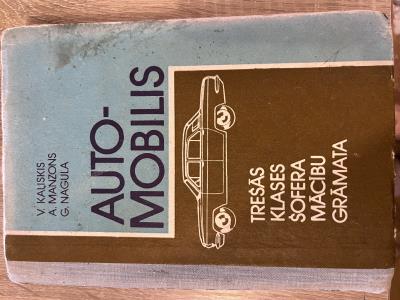 V. KALISKIS
A. MANZONS
G. NAGULA
AUTO-
MOBILIS
TREŠĀS
KLASES
ŠOFERA
MĀCĪBU
GRĀMATA